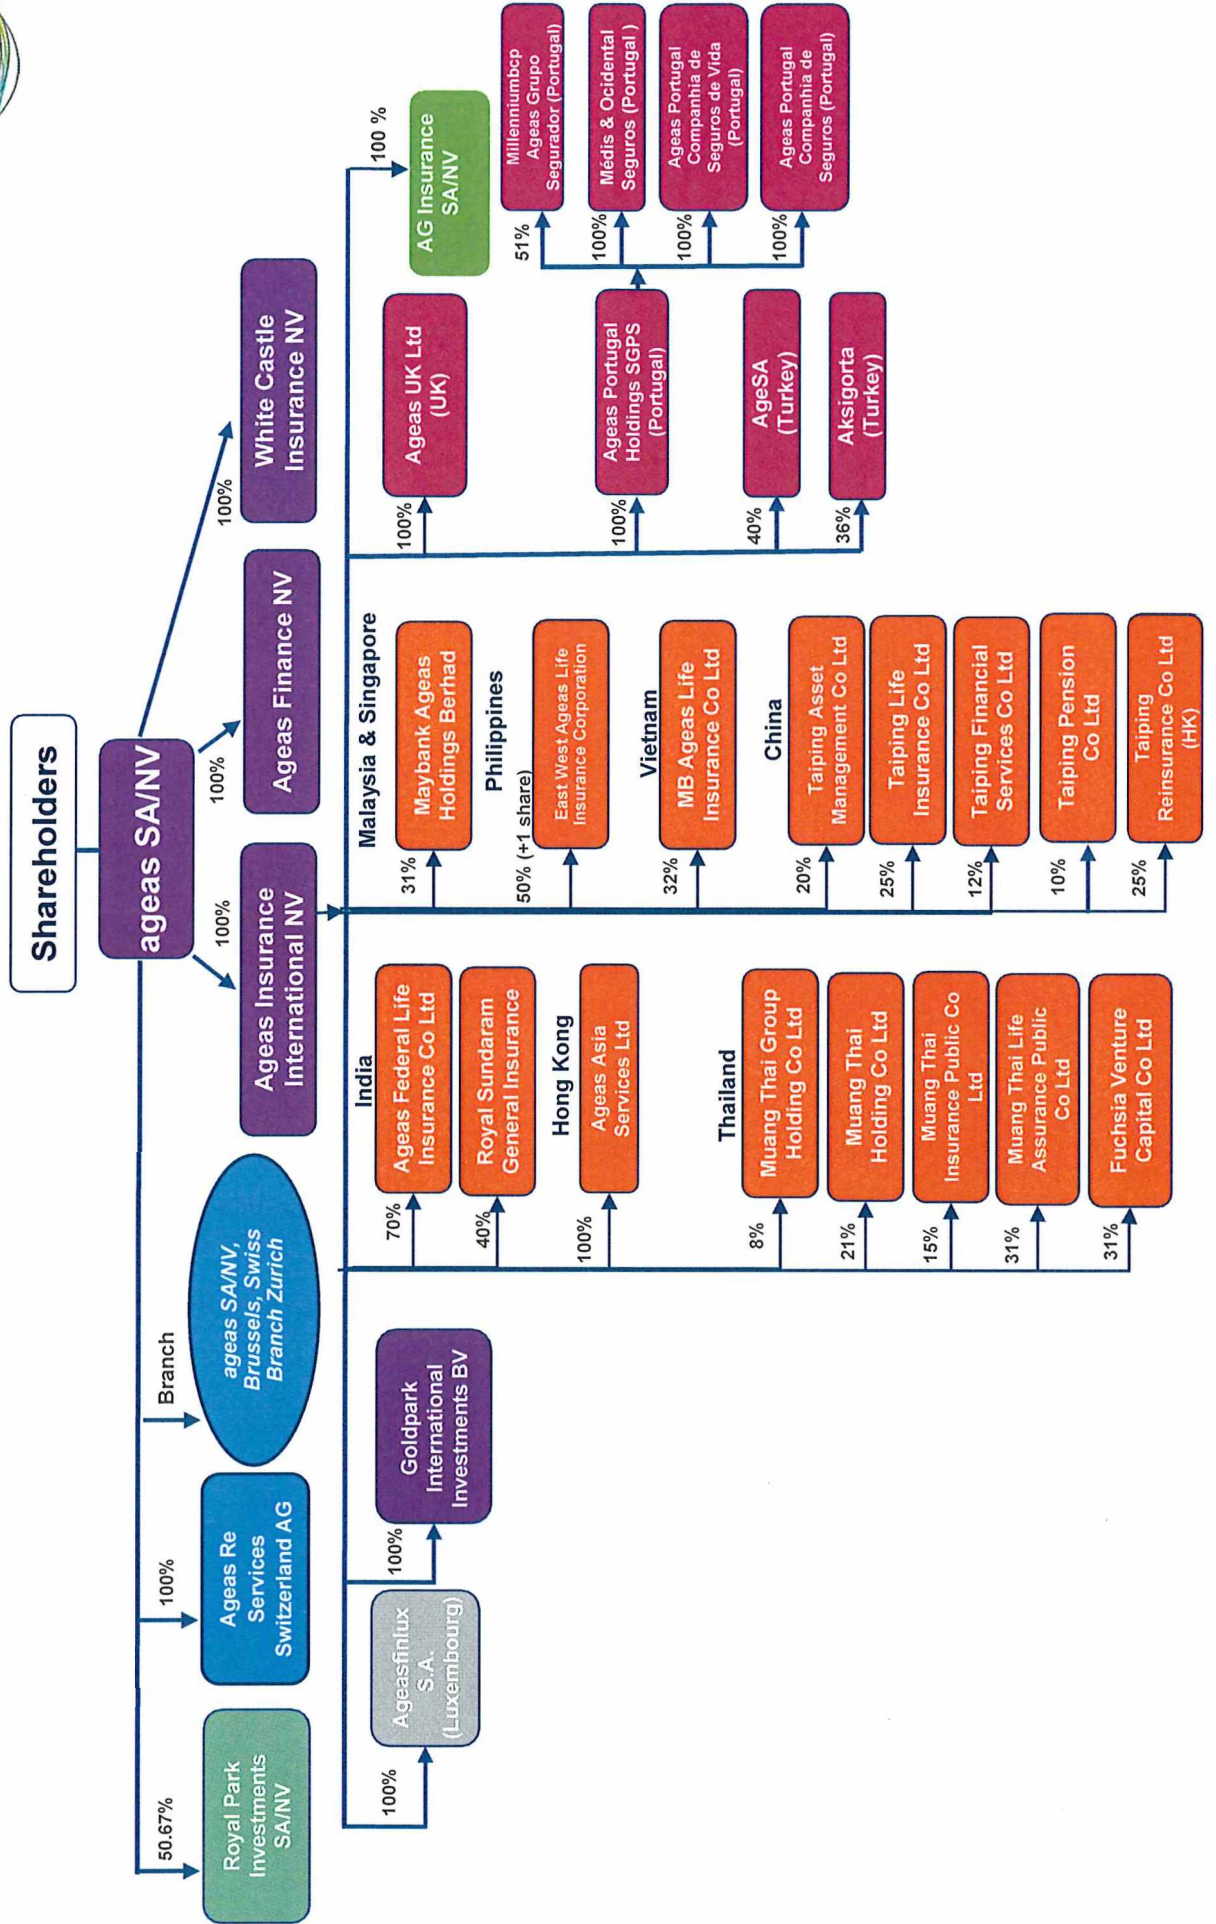 Shareholders
ageas SA/NV
50.67%
100%
Branch
100%
100%
100%
Royal Park
Investments
SA/NV
Ageas Re
Services
Switzerland AG
ageas SA/NV,
Brussels, Swiss
Branch Zurich
Ageas Insurance
International NV
Ageas Finance NV
White Castle
Insurance NV
100%
Ageasfinlux
S.A.
(Luxembourg)
100%
Goldpark
International
Investments BV
India
70%
Ageas Federal Life
Insurance Co Ltd
40%
Royal Sundaram
General Insurance
Hong Kong
100%
Ageas Asia
Services Ltd
Thailand
8%
Muang Thai Group
Holding Co Ltd
21%
Muang Thai
Holding Co Ltd
15%
Muang Thai
Insurance Public Co
Ltd
31%
Muang Thai Life
Assurance Public
Co Ltd
31%
Fuchsia Venture
Capital Co Ltd
Malaysia & Singapore
31%
Maybank Ageas
Holdings Berhad
Philippines
50% (+1 share)
East West Ageas Life
Insurance Corporation
Vietnam
32%
MB Ageas Life
Insurance Co Ltd
China
20%
Taiping Asset
Management Co Ltd
25%
Taiping Life
Insurance Co Ltd
12%
Taiping Financial
Services Co Ltd
10%
Taiping Pension
Co Ltd
25%
Taiping
Reinsurance Co Ltd
(HK)
100%
Ageas UK Ltd
(UK)
100%
Ageas Portugal
Holdings SGPS
(Portugal)
40%
AgeSA
(Turkey)
36%
Aksigorta
(Turkey)
100 %
AG Insurance
SA/NV
51%
Millenniumbcp
Ageas Grupo
Segurador (Portugal)
100%
Médis & Ocidental
Seguros (Portugal )
100%
Ageas Portugal
Companhia de
Seguros de Vida
(Portugal)
100%
Ageas Portugal
Companhia de
Seguros (Portugal)